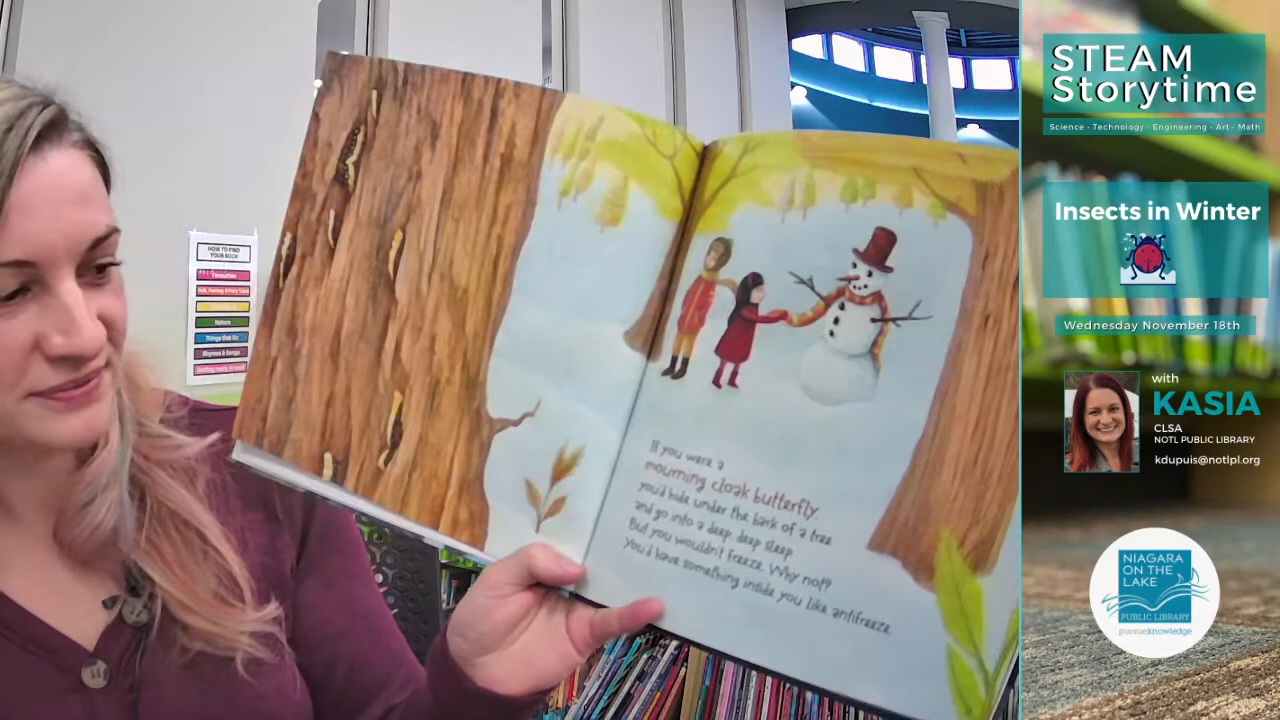 HOW TO FIND
YOUR BOOK
Favourites
Nature
Things that Go
Rhymes & Songs
If you were a
mourning cloak butterfly,
you'd hide under the bark of a tree
and go into a deep, deep sleep.
But you wouldn't freeze. Why not?
You'd have something inside you like antifreeze.
STEAM
Storytime
Science · Technology · Engineering · Art · Math
Insects in Winter
Wednesday November 18th
with
KASIA
CLSA
NOTL PUBLIC LIBRARY
kdupuis@notlpl.org
NIAGARA
ON THE
LAKE
PUBLIC LIBRARY
pursueknowledge